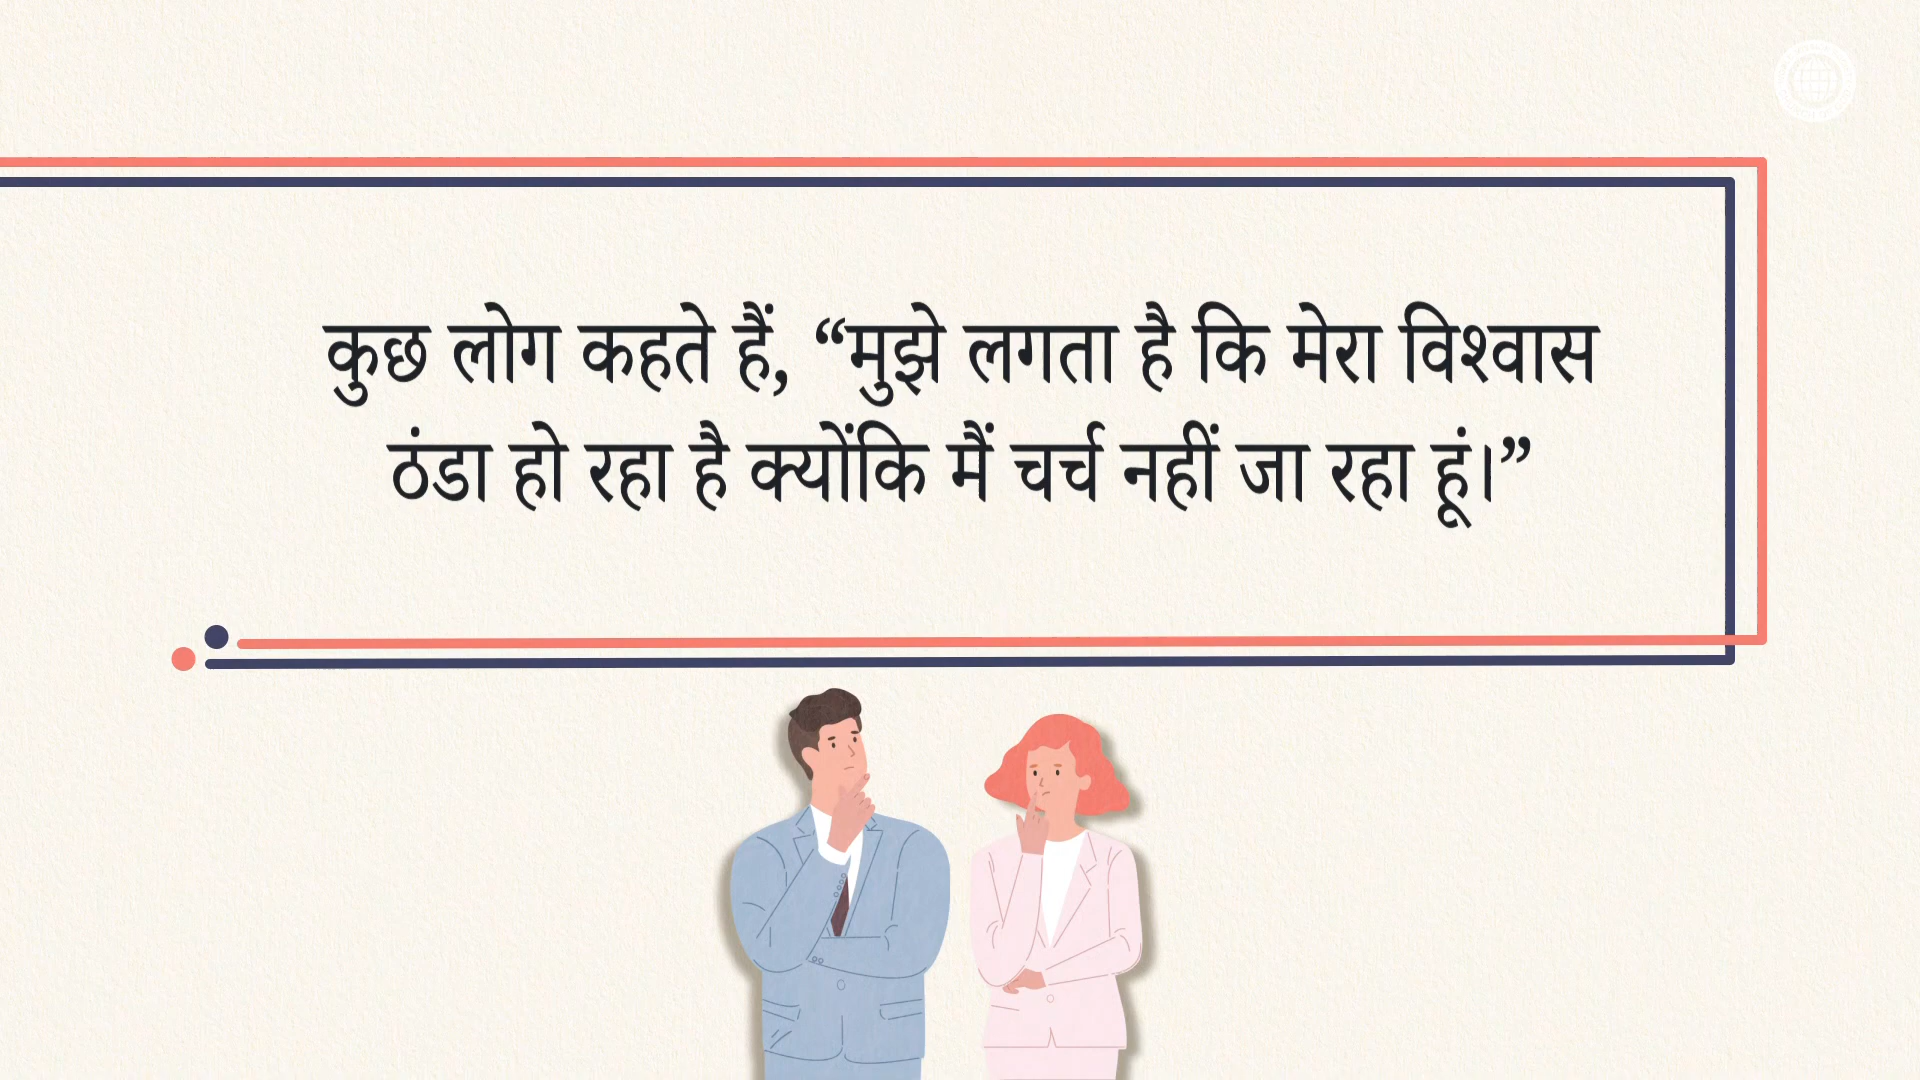 कुछ लोग कहते हैं, “मुझे लगता है कि मेरा विश्वास
ठंडा हो रहा है क्योंकि मैं चर्च नहीं जा रहा हूं।”